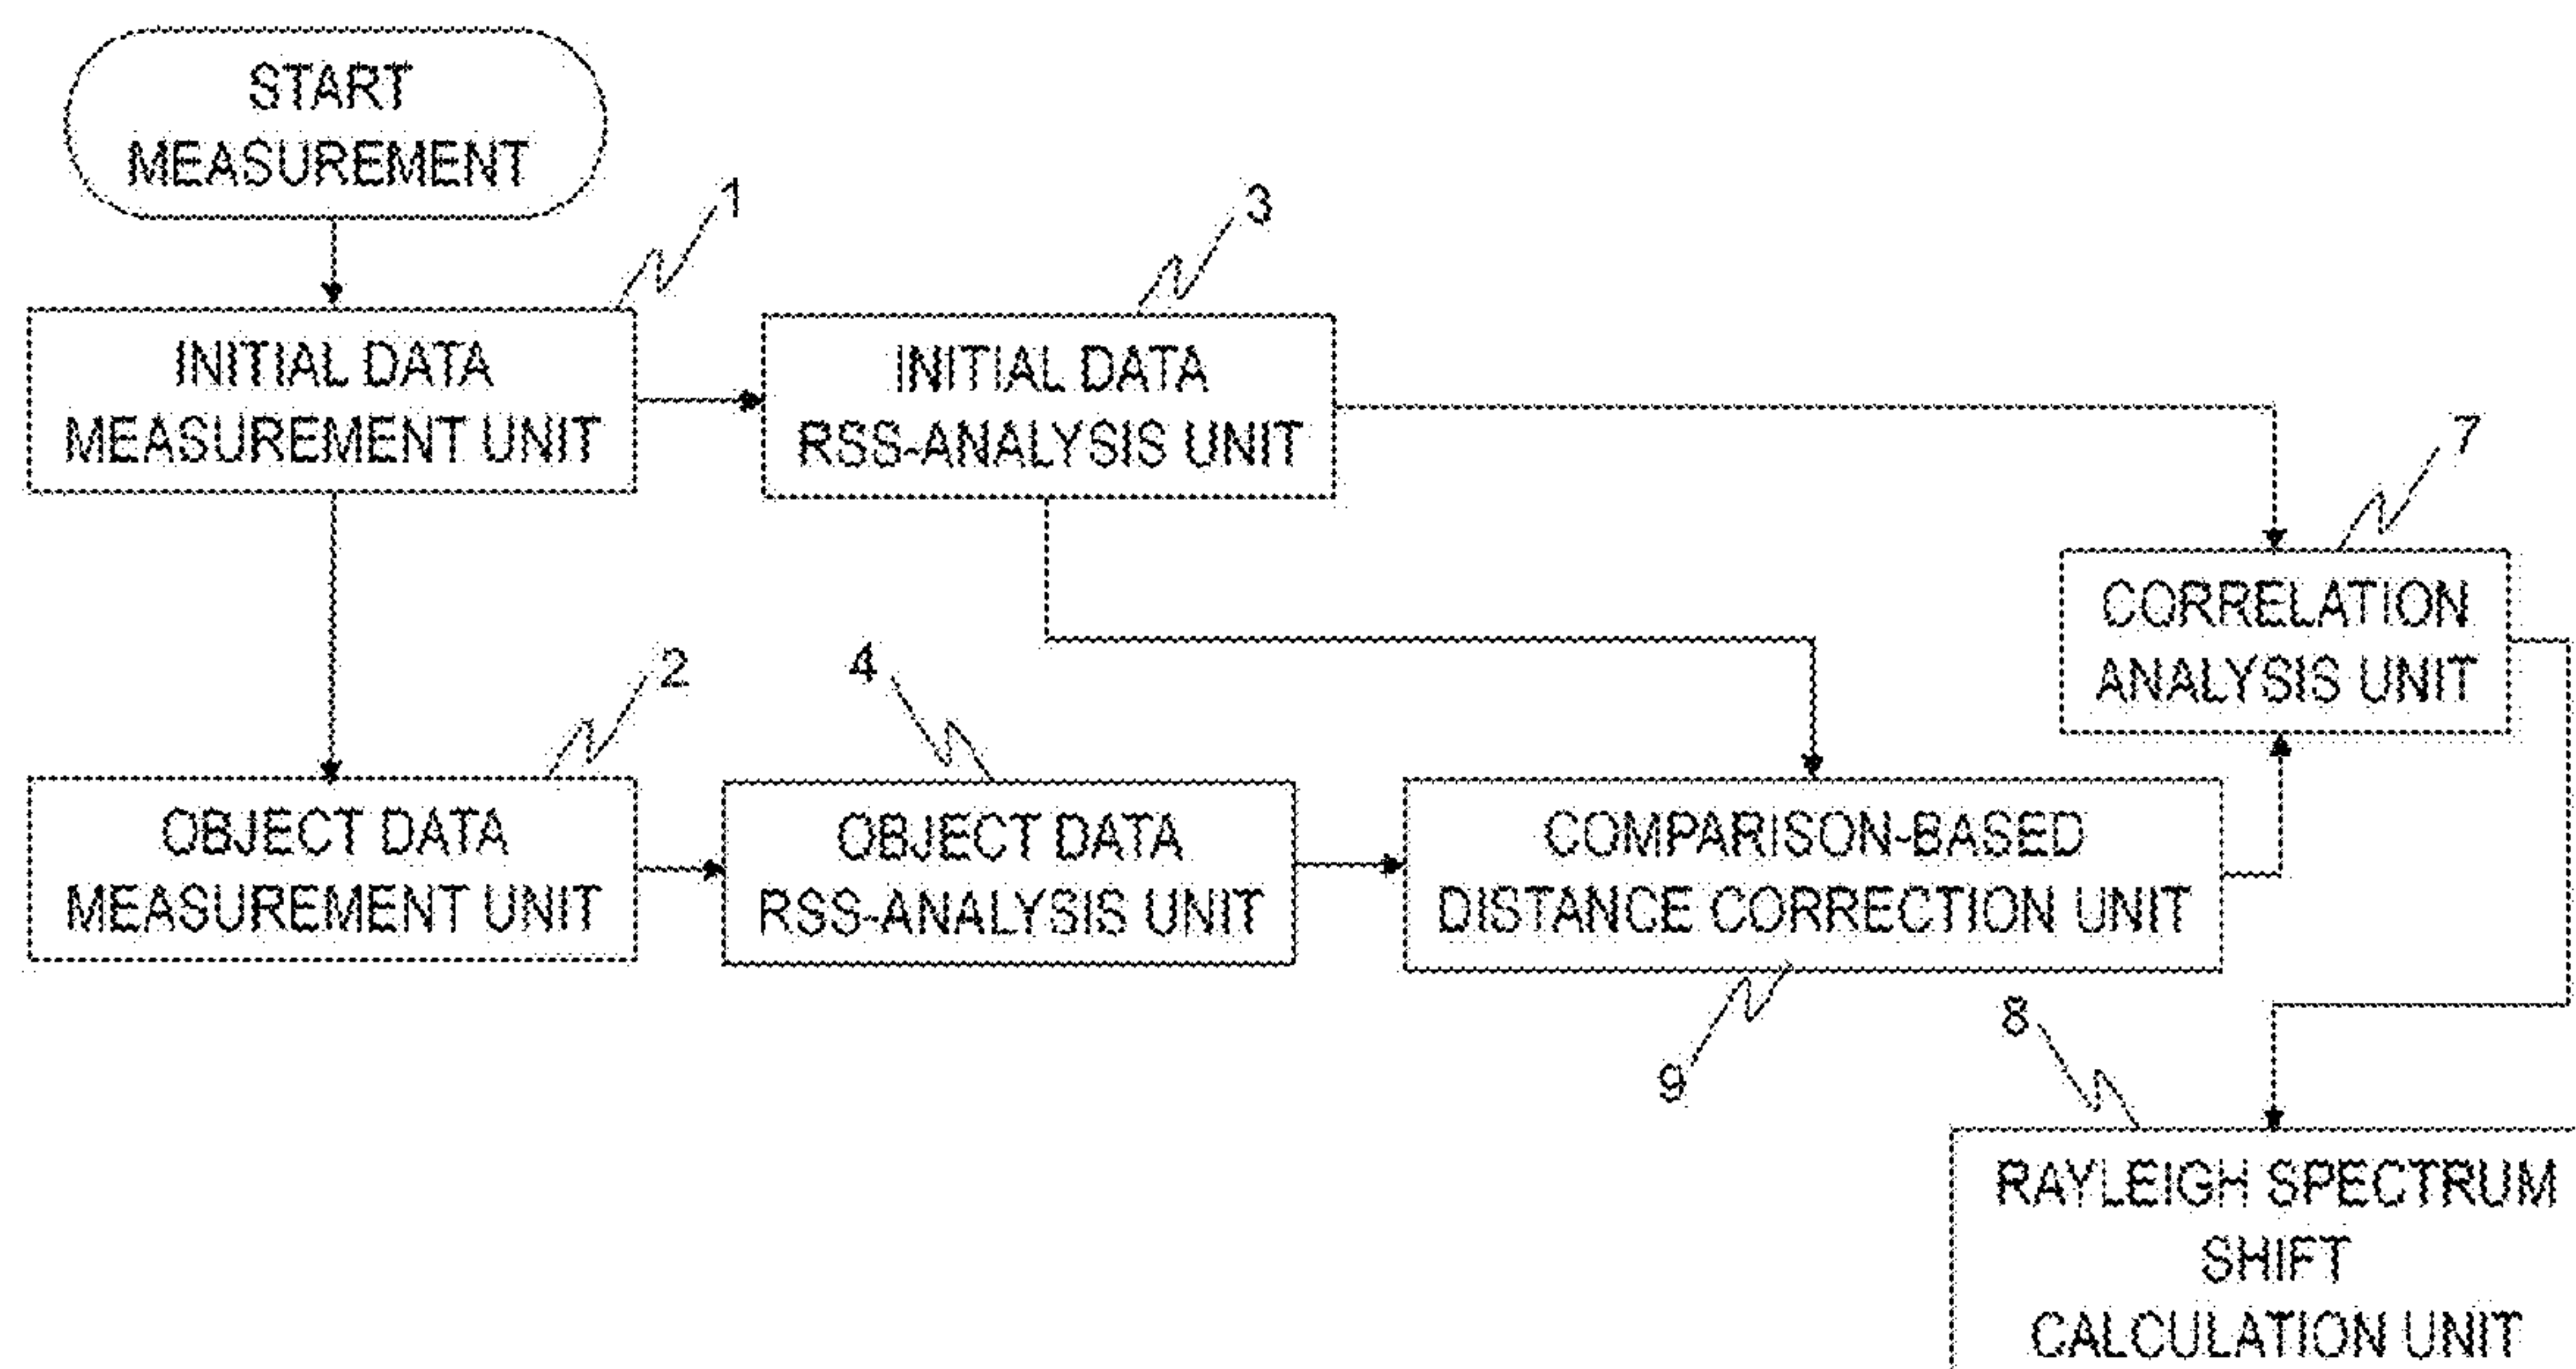 START
MEASUREMENT
1
3
INITIAL DATA
MEASUREMENT UNIT
INITIAL DATA
RSS-ANALYSIS UNIT
7
CORRELATION
ANALYSIS UNIT
2
4
OBJECT DATA
MEASUREMENT UNIT
OBJECT DATA
RSS-ANALYSIS UNIT
COMPARISON-BASED
DISTANCE CORRECTION UNIT
9
8
RAYLEIGH SPECTRUM
SHIFT
CALCULATION UNIT